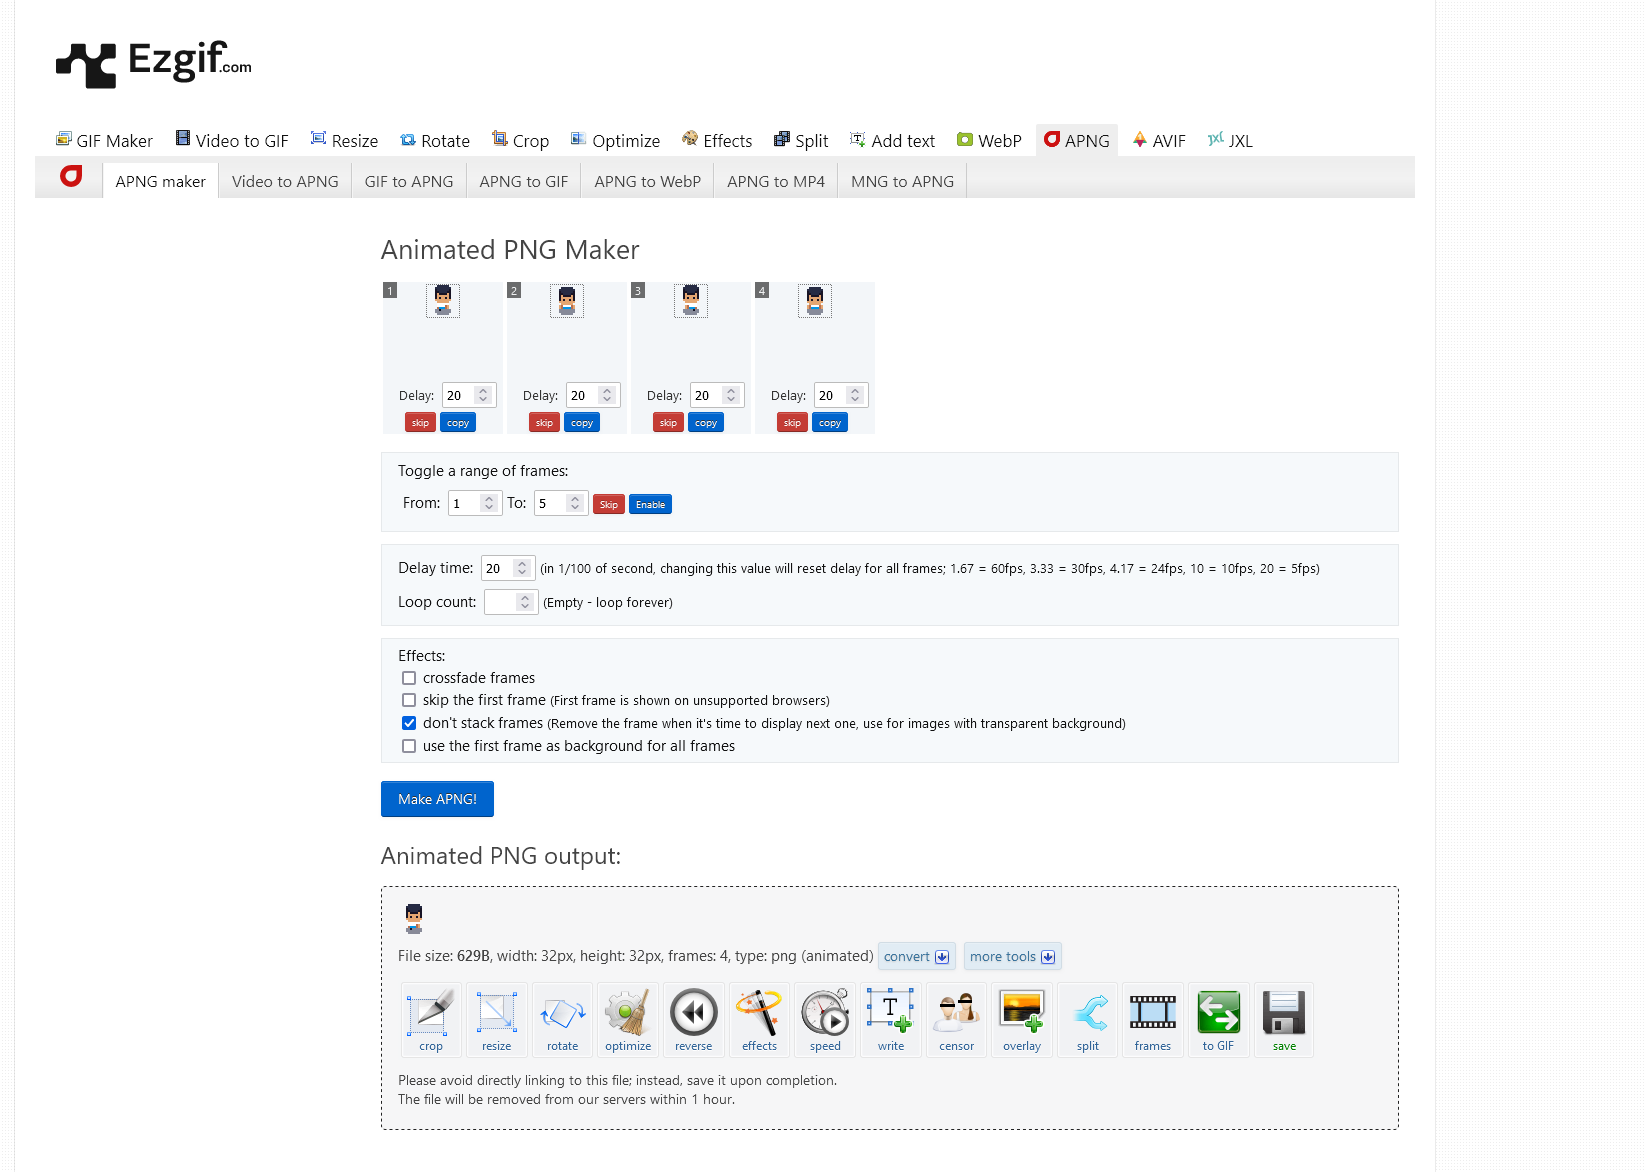 Ezgif.com
GIF Maker Video to GIF Resize Rotate Crop Optimize Effects Split Add text WebP APNG AVIF JXL
APNG maker Video to APNG GIF to APNG APNG to GIF APNG to WebP APNG to MP4 MNG to APNG
Animated PNG Maker
1 2 3 4
Delay: 20 Delay: 20 Delay: 20 Delay: 20
skip copy skip copy skip copy skip copy
Toggle a range of frames:
From: 1 To: 5 Skip Enable
Delay time: 20 (in 1/100 of second, changing this value will reset delay for all frames; 1.67 = 60fps, 3.33 = 30fps, 4.17 = 24fps, 10 = 10fps, 20 = 5fps)
Loop count: (Empty - loop forever)
Effects:
crossfade frames
skip the first frame (First frame is shown on unsupported browsers)
don't stack frames (Remove the frame when it's time to display next one, use for images with transparent background)
use the first frame as background for all frames
Make APNG!
Animated PNG output:
File size: 629B, width: 32px, height: 32px, frames: 4, type: png (animated) convert more tools
T
crop resize rotate optimize reverse effects speed write censor overlay split frames to GIF save
Please avoid directly linking to this file; instead, save it upon completion.
The file will be removed from our servers within 1 hour.